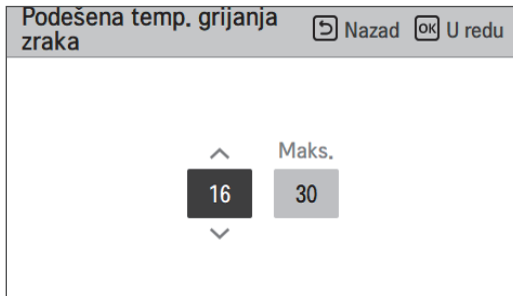 Podešena temp. grijanja
zraka
Nazad OK U redu
Maks.
16 30